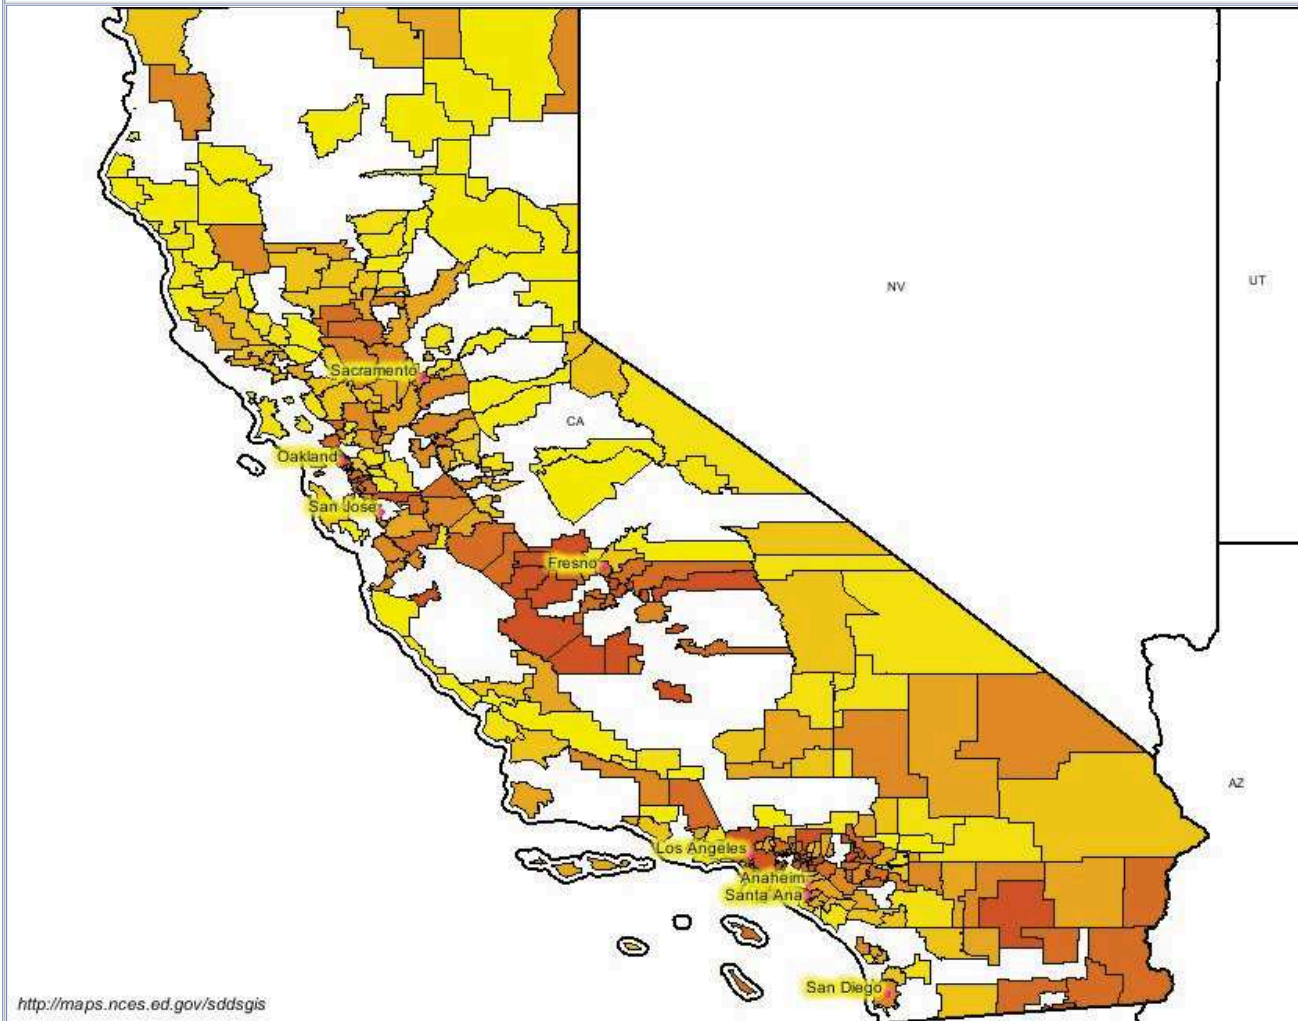 NV
UT
Sacramento
CA
Oakland
San Jose
Fresno
AZ
Los Angeles
Anaheim
Santa Ana
San Diego
http://maps.nces.ed.gov/sddsgis